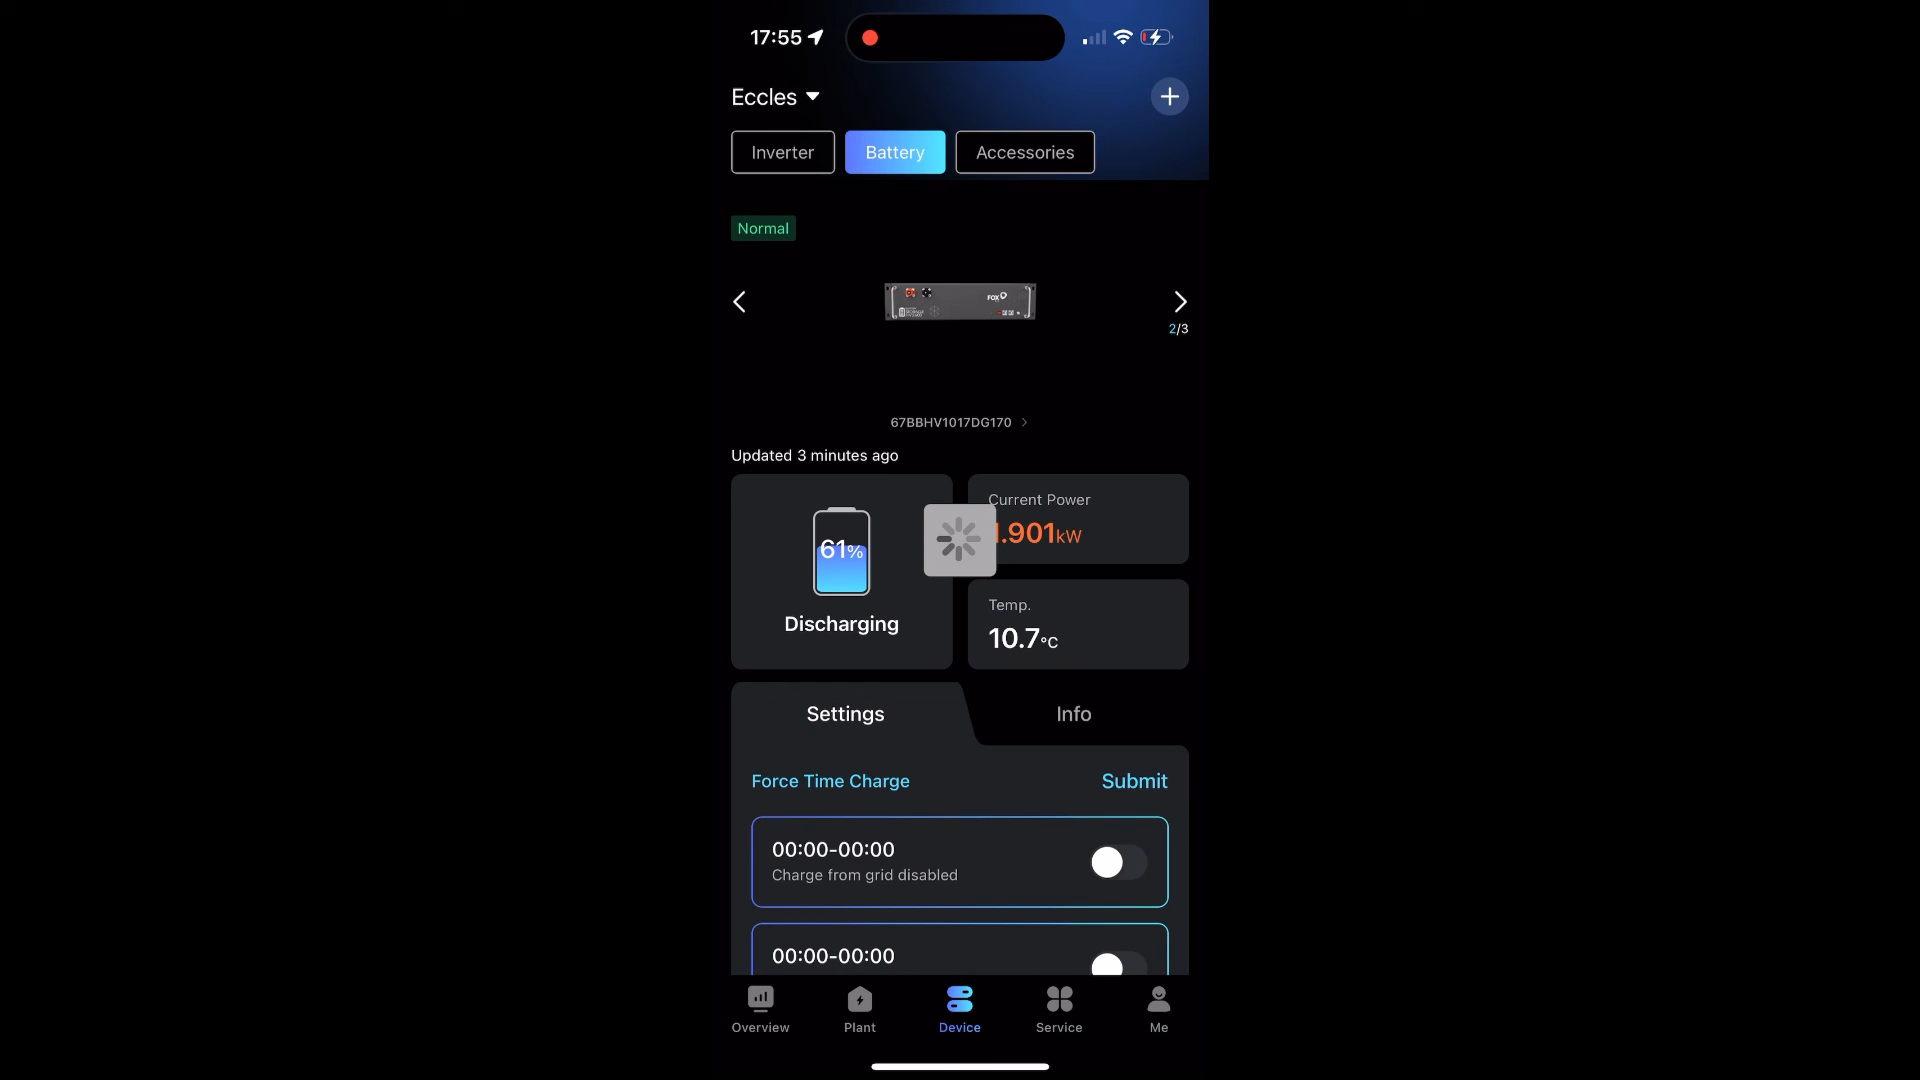 17:55
Eccles
Inverter
Battery
Accessories
Normal
FOX
2/3
67BBHV1017DG170
Updated 3 minutes ago
61%
Discharging
Current Power
.901kW
Temp.
10.7°C
Settings
Info
Force Time Charge
Submit
00:00-00:00
Charge from grid disabled
00:00-00:00
Overview
Plant
Device
Service
Me